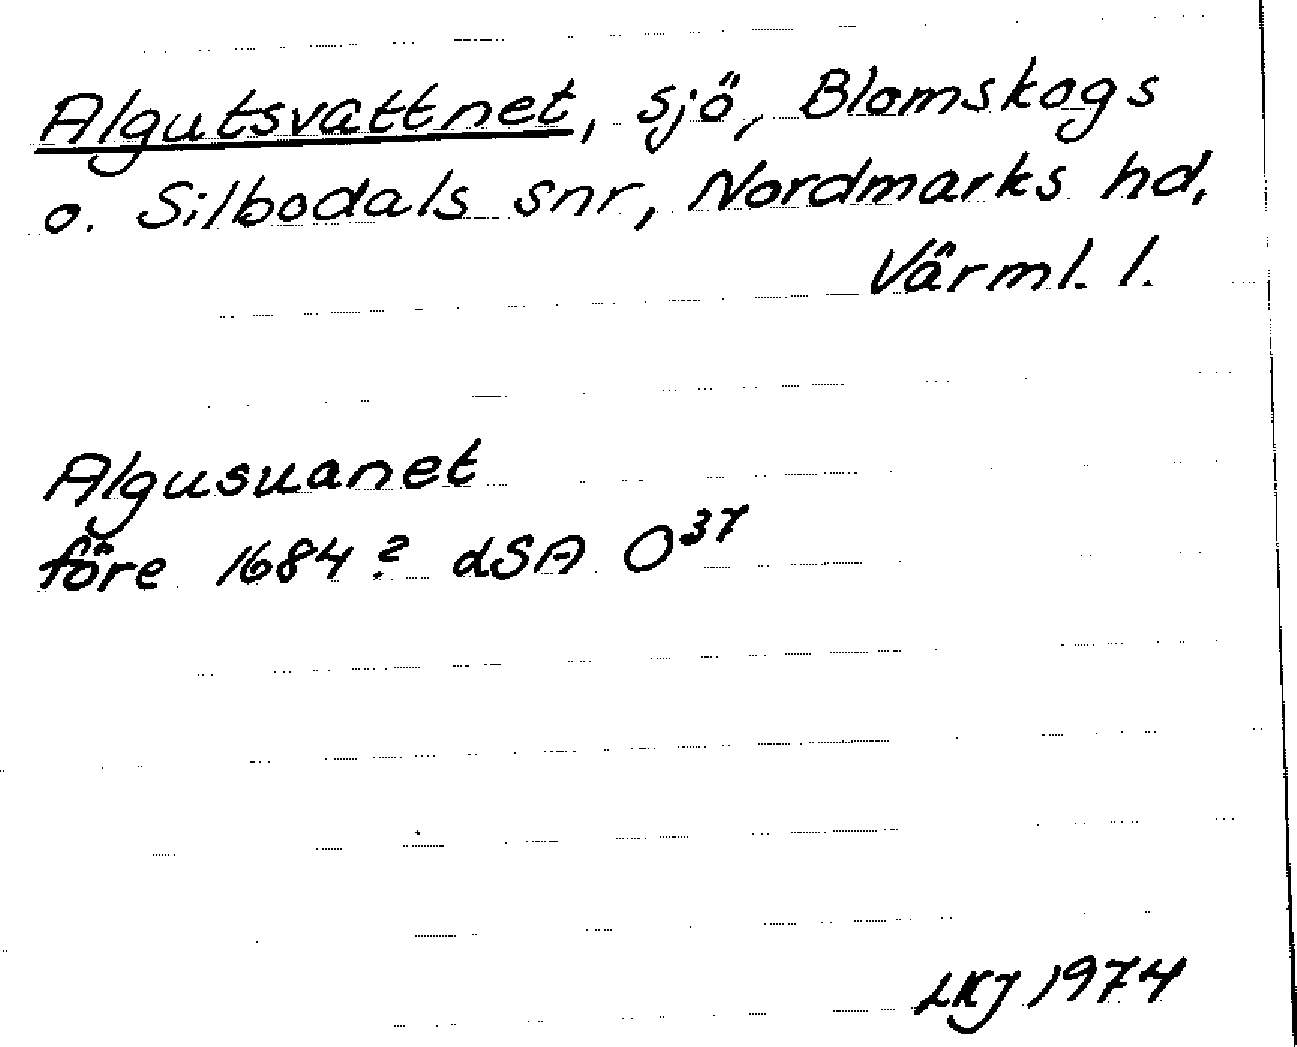 Algutsvattnet, sjö, Blomskogs
o. Silbodals snr, Nordmarks hd,
Värml. l.
Algusuanet
före 1684? dSA O³⁷
LKJ 1974